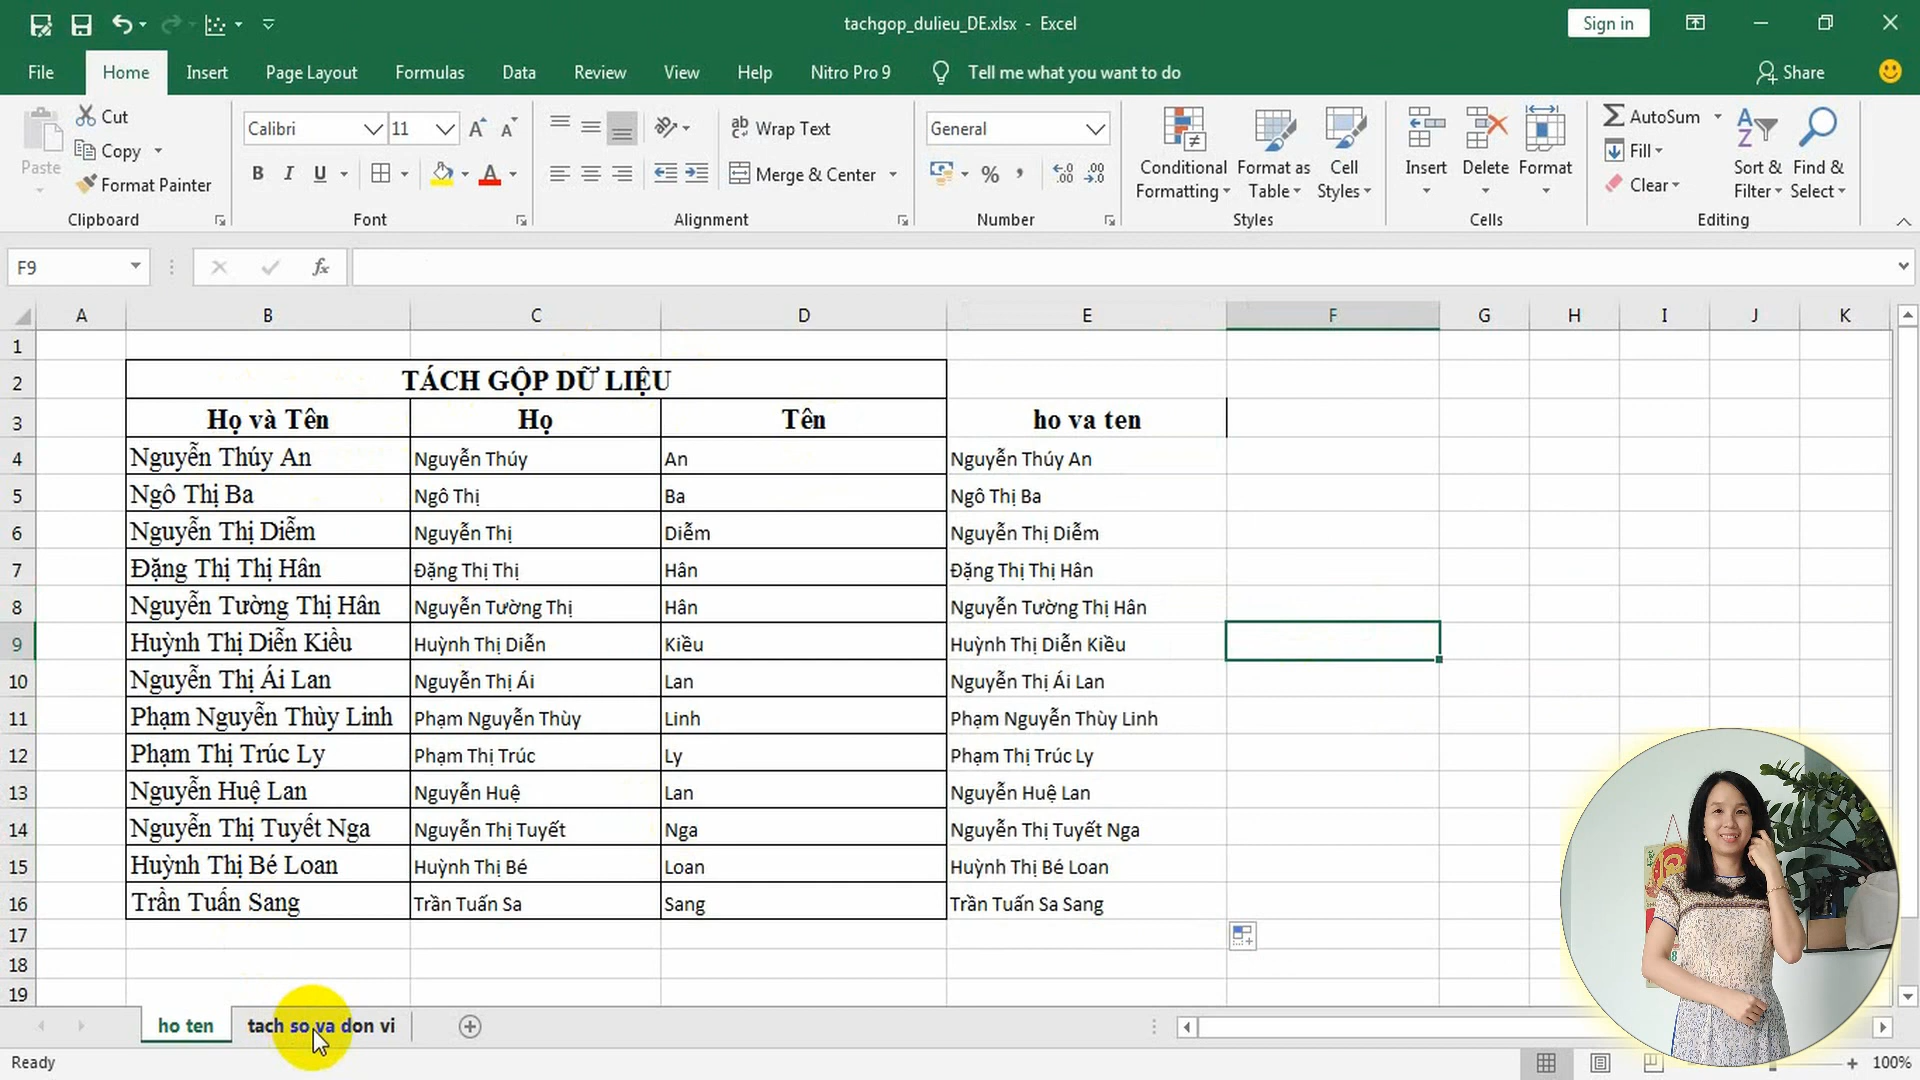 tachgop_dulieu_DE.xlsx - Excel
Sign in
File Home Insert Page Layout Formulas Data Review View Help Nitro Pro 9 Tell me what you want to do Share
Paste
Cut
Copy
Format Painter
Clipboard
Calibri 11
B I U
Font
Wrap Text
Merge & Center
Alignment
General
% ,
Number
Conditional Formatting
Format as Table
Cell Styles
Styles
Insert Delete Format
Cells
AutoSum
Fill
Clear
Sort & Filter
Find & Select
Editing
F9 fx
A B C D E F G H I J K
1
2 TÁCH GỘP DỮ LIỆU
3 Họ và Tên Họ Tên ho va ten
4 Nguyễn Thúy An Nguyễn Thúy An Nguyễn Thúy An
5 Ngô Thị Ba Ngô Thị Ba Ngô Thị Ba
6 Nguyễn Thị Diễm Nguyễn Thị Diễm Nguyễn Thị Diễm
7 Đặng Thị Thị Hân Đặng Thị Thị Hân Đặng Thị Thị Hân
8 Nguyễn Tường Thị Hân Nguyễn Tường Thị Hân Nguyễn Tường Thị Hân
9 Huỳnh Thị Diễn Kiều Huỳnh Thị Diễn Kiều Huỳnh Thị Diễn Kiều
10 Nguyễn Thị Ái Lan Nguyễn Thị Ái Lan Nguyễn Thị Ái Lan
11 Phạm Nguyễn Thùy Linh Phạm Nguyễn Thùy Linh Phạm Nguyễn Thùy Linh
12 Phạm Thị Trúc Ly Phạm Thị Trúc Ly Phạm Thị Trúc Ly
13 Nguyễn Huệ Lan Nguyễn Huệ Lan Nguyễn Huệ Lan
14 Nguyễn Thị Tuyết Nga Nguyễn Thị Tuyết Nga Nguyễn Thị Tuyết Nga
15 Huỳnh Thị Bé Loan Huỳnh Thị Bé Loan Huỳnh Thị Bé Loan
16 Trần Tuấn Sang Trần Tuấn Sa Sang Trần Tuấn Sa Sang
17
18
19
ho ten tach so va don vi
Ready 100%